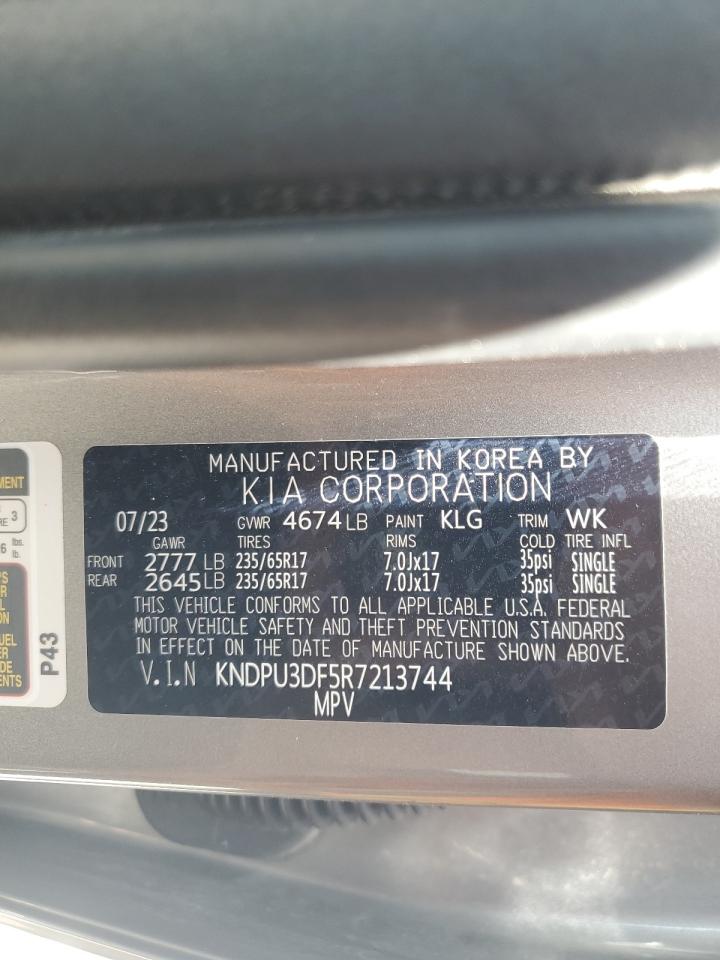 MANUFACTURED IN KOREA BY
KIA CORPORATION
07/23 GVWR 4674 LB PAINT KLG TRIM WK
GAWR TIRES RIMS COLD TIRE INFL
FRONT 2777 LB 235/65R17 7.0Jx17 35psi SINGLE
REAR 2645 LB 235/65R17 7.0Jx17 35psi SINGLE
THIS VEHICLE CONFORMS TO ALL APPLICABLE U.S.A. FEDERAL
MOTOR VEHICLE SAFETY AND THEFT PREVENTION STANDARDS
IN EFFECT ON THE DATE OF MANUFACTURE SHOWN ABOVE.
V.I.N KNDPU3DF5R7213744
MPV
3
lbs.
lb.
P43